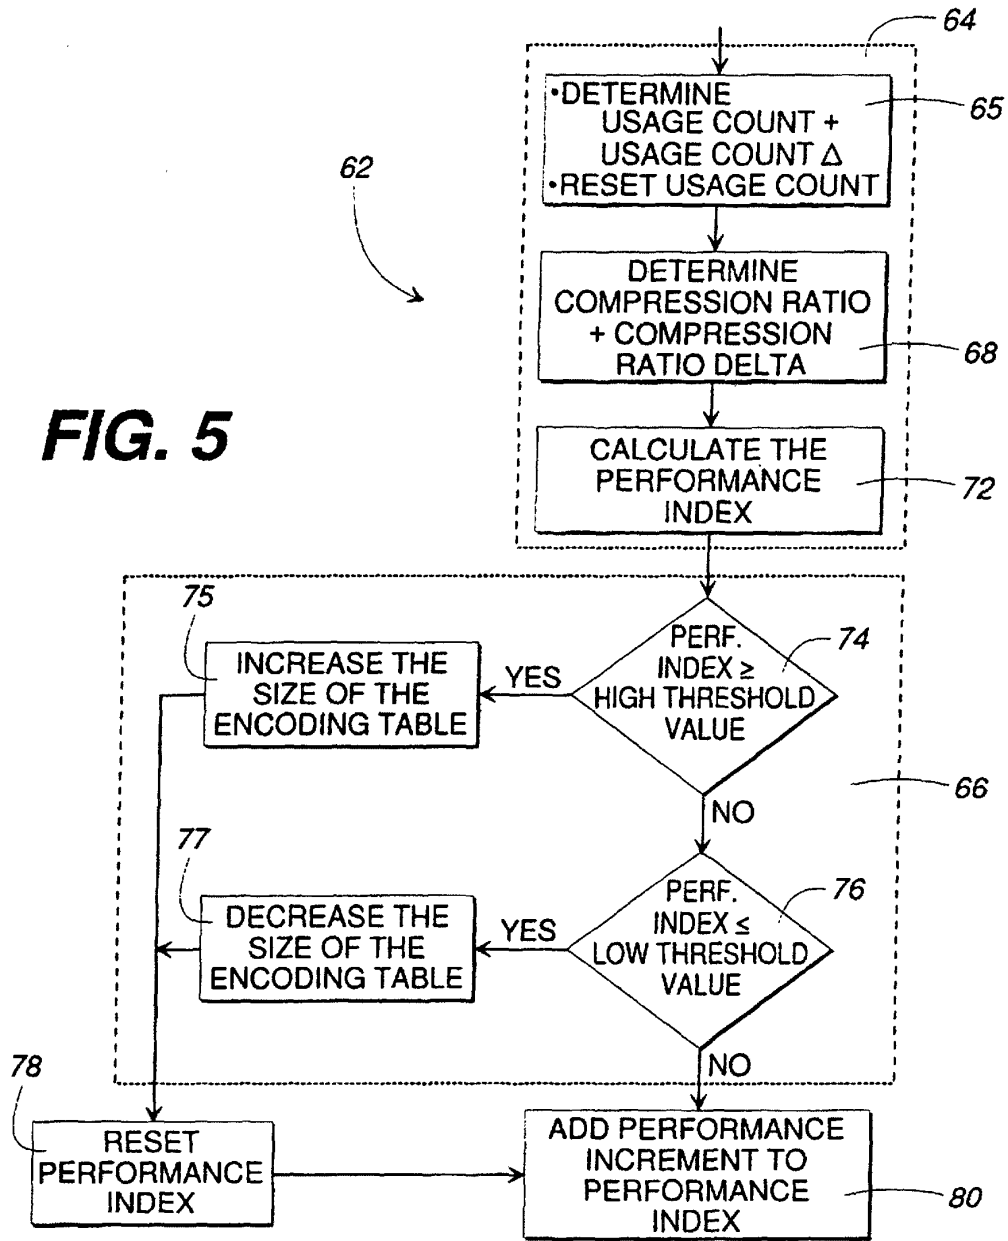 64
•DETERMINE
USAGE COUNT +
USAGE COUNT Δ
•RESET USAGE COUNT
65
62
DETERMINE
COMPRESSION RATIO
+ COMPRESSION
RATIO DELTA
68
FIG. 5
CALCULATE THE
PERFORMANCE
INDEX
72
75
INCREASE THE
SIZE OF THE
ENCODING TABLE
YES
PERF.
INDEX ≥
HIGH THRESHOLD
VALUE
74
66
NO
77
DECREASE THE
SIZE OF THE
ENCODING TABLE
YES
PERF.
INDEX ≤
LOW THRESHOLD
VALUE
76
NO
78
RESET
PERFORMANCE
INDEX
ADD PERFORMANCE
INCREMENT TO
PERFORMANCE
INDEX
80